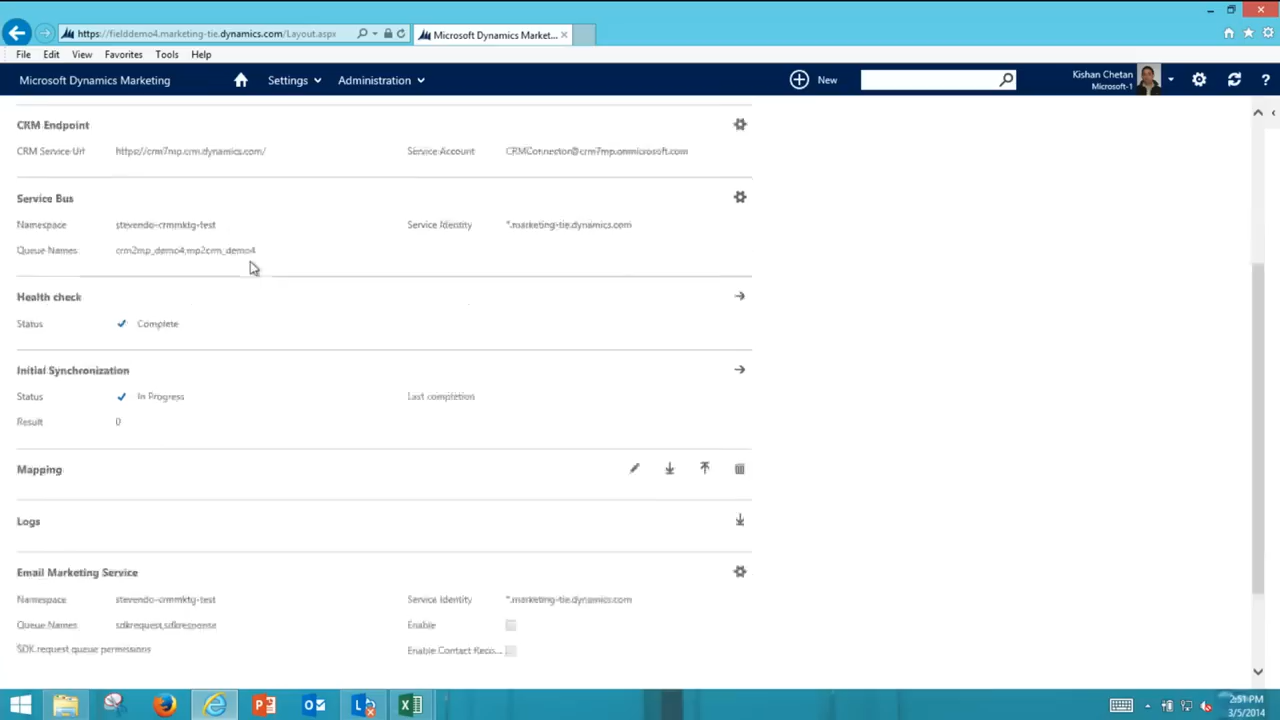 https://fielddemo4.marketing-tie.dynamics.com/Layout.aspx
Microsoft Dynamics Market...
File Edit View Favorites Tools Help
Microsoft Dynamics Marketing Settings Administration New Kishan Chetan
Microsoft-1
CRM Endpoint
CRM Service Url https://crm7mp.crm.dynamics.com/ Service Account CRMConnector@crm7mp.onmicrosoft.com
Service Bus
Namespace stevendo-crmmktg-test Service Identity *.marketing-tie.dynamics.com
Queue Names crm2mp_demo4;mp2crm_demo4
Health check
Status Complete
Initial Synchronization
Status In Progress Last completion
Result 0
Mapping
Logs
Email Marketing Service
Namespace stevendo-crmmktg-test Service Identity *.marketing-tie.dynamics.com
Queue Names sdkrequest,sdkresponse Enable
SDK request queue permissions Enable Contact Reco...
2:51 PM
3/5/2014